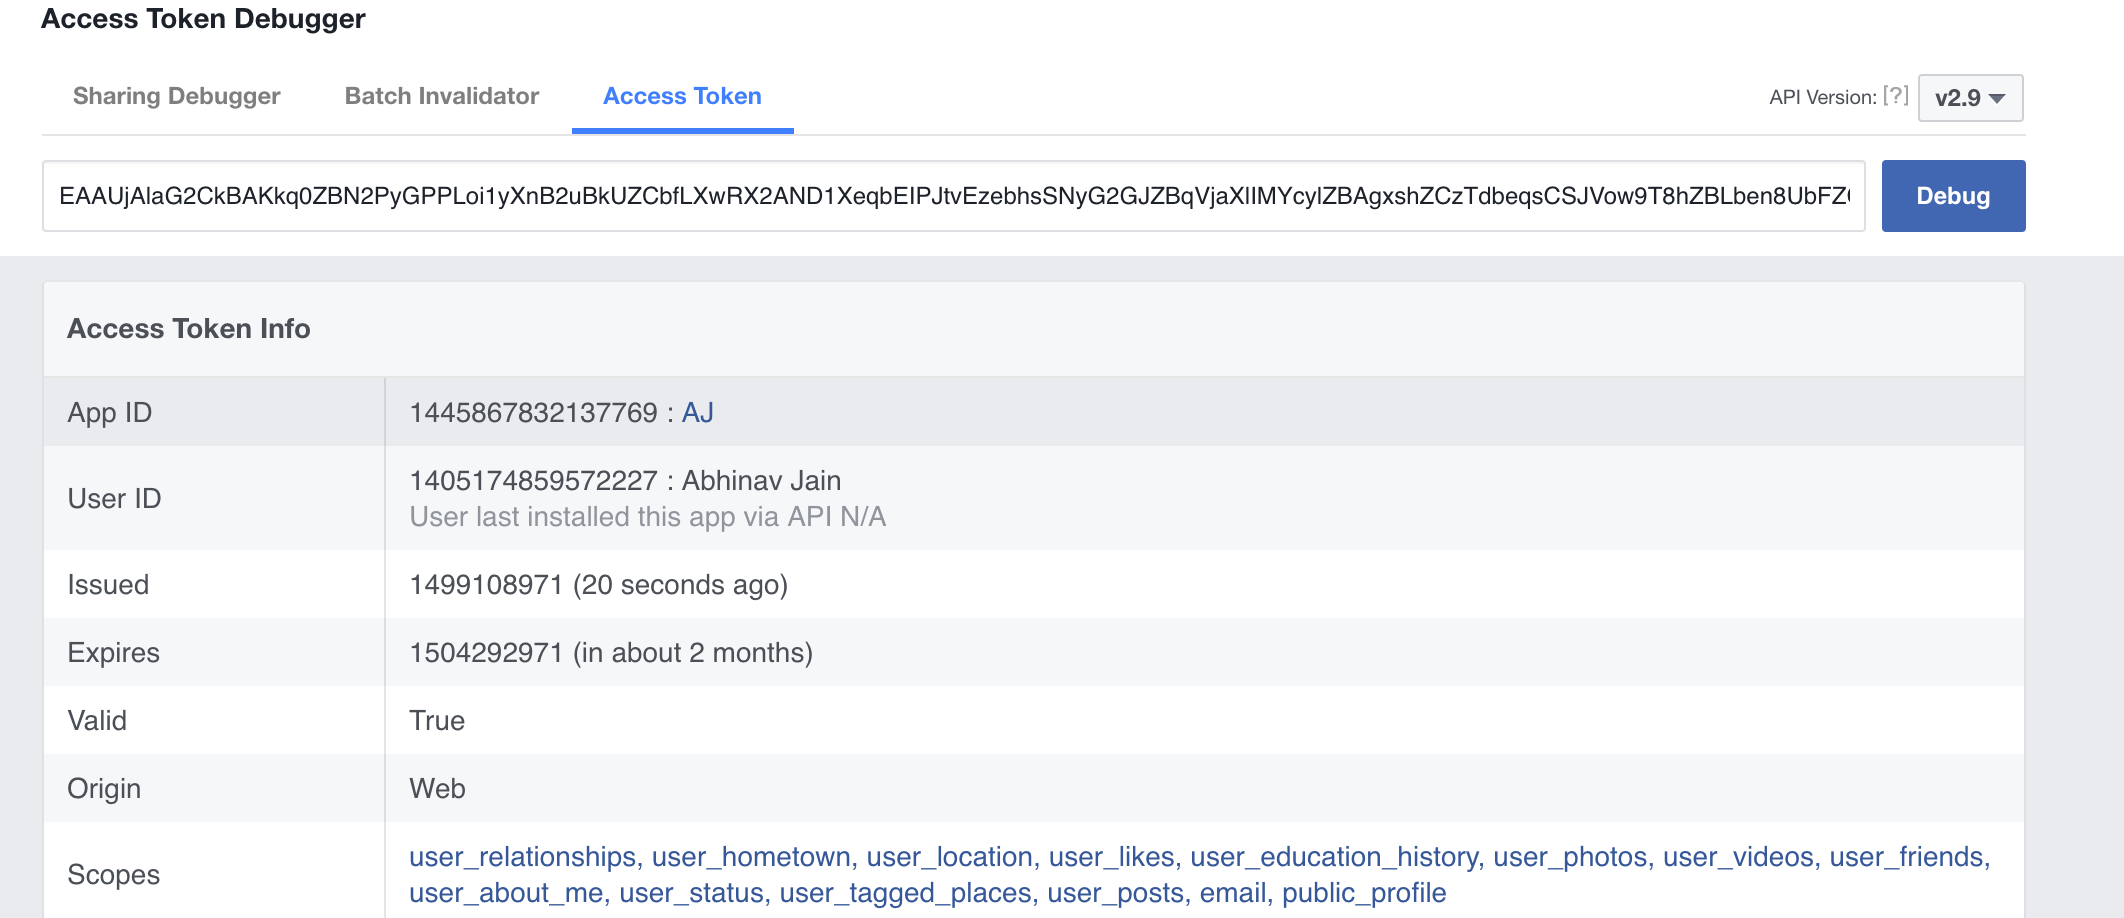 Access Token Debugger
Sharing Debugger Batch Invalidator Access Token API Version: [?] v2.9
EAAUjAlaG2CkBAKkq0ZBN2PyGPPLoi1yXnB2uBkUZCbfLXwRX2AND1XeqbEIPJtvEzebhsSNyG2GJZBqVjaXlIMYcylZBAgxshZCzTdbeqsCSJVow9T8hZBLben8UbFZ Debug
Access Token Info
App ID 1445867832137769 : AJ
User ID 1405174859572227 : Abhinav Jain
User last installed this app via API N/A
Issued 1499108971 (20 seconds ago)
Expires 1504292971 (in about 2 months)
Valid True
Origin Web
Scopes user_relationships, user_hometown, user_location, user_likes, user_education_history, user_photos, user_videos, user_friends,
user_about_me, user_status, user_tagged_places, user_posts, email, public_profile